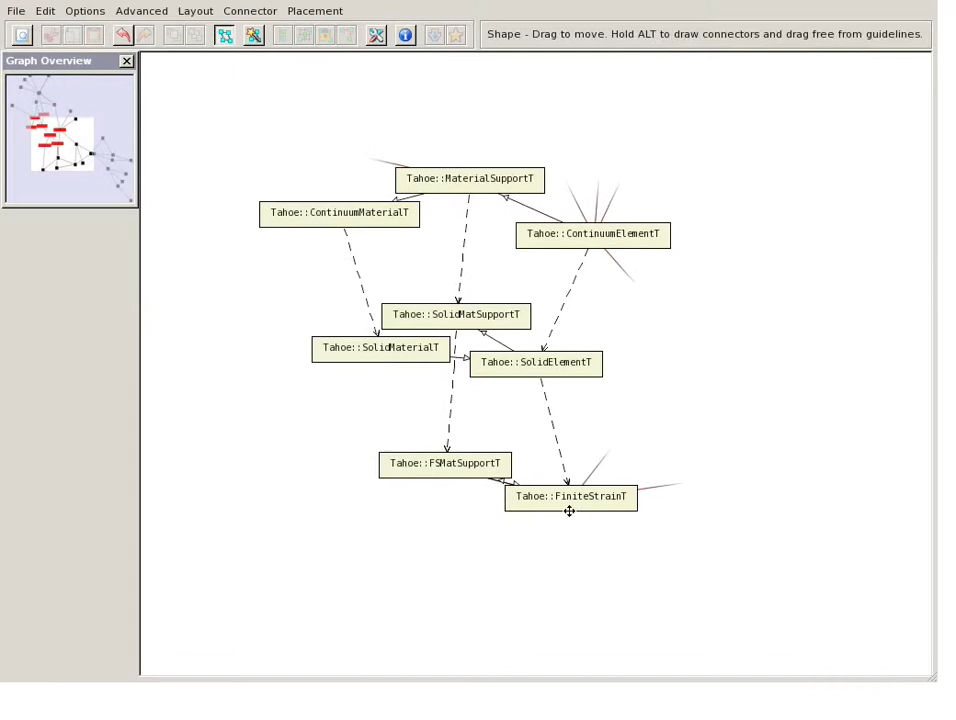 File Edit Options Advanced Layout Connector Placement
Shape - Drag to move. Hold ALT to draw connectors and drag free from guidelines.
Graph Overview
Tahoe::MaterialSupportT
Tahoe::ContinuumMaterialT
Tahoe::ContinuumElementT
Tahoe::SolidMatSupportT
Tahoe::SolidMaterialT
Tahoe::SolidElementT
Tahoe::FSMatSupportT
Tahoe::FiniteStrainT